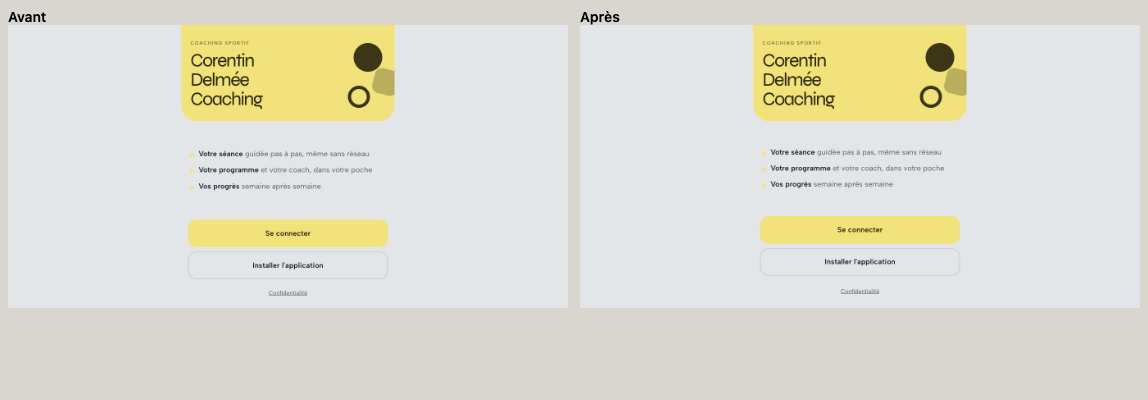 Avant
COACHING SPORTIF
Corentin
Delmée
Coaching
Votre séance guidée pas à pas, même sans réseau
Votre programme et votre coach, dans votre poche
Vos progrès semaine après semaine
Se connecter
Installer l'application
Confidentialité
Après
COACHING SPORTIF
Corentin
Delmée
Coaching
Votre séance guidée pas à pas, même sans réseau
Votre programme et votre coach, dans votre poche
Vos progrès semaine après semaine
Se connecter
Installer l'application
Confidentialité